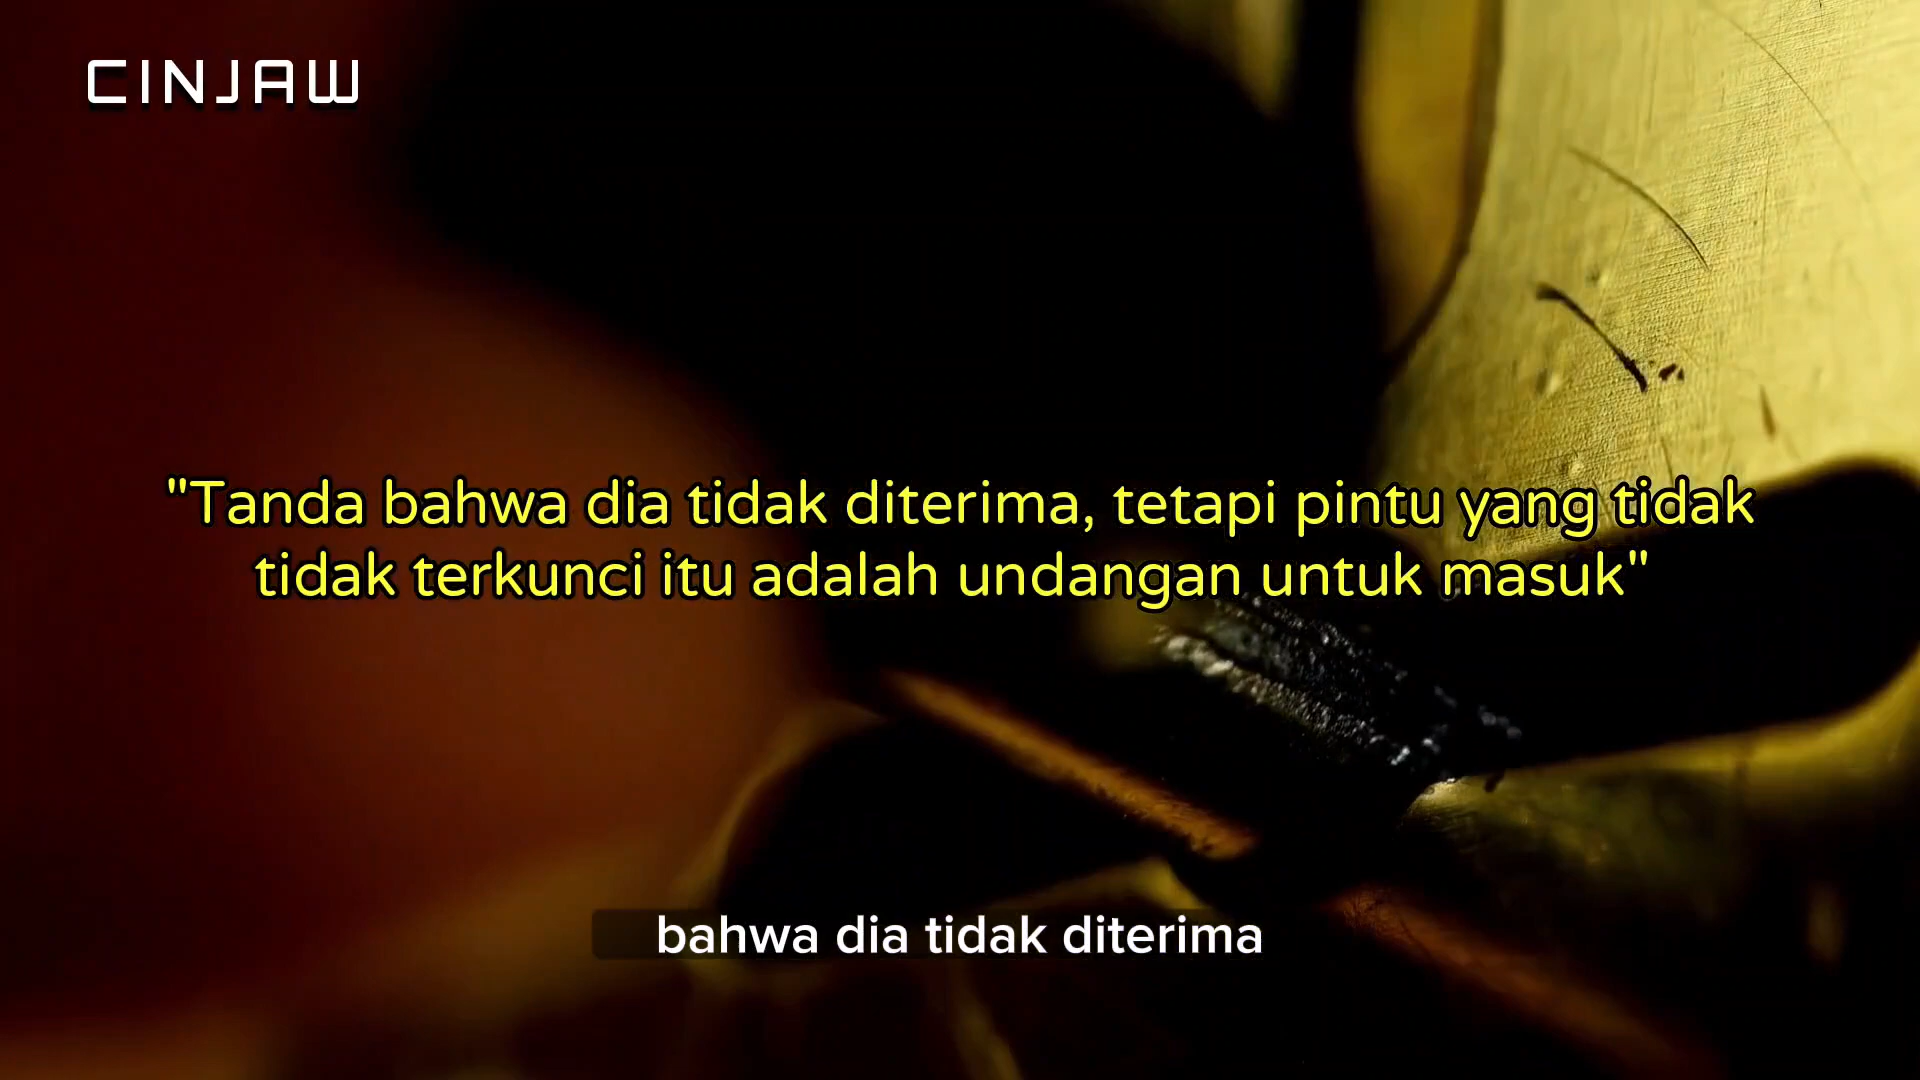 CINJAW
"Tanda bahwa dia tidak diterima, tetapi pintu yang tidak
tidak terkunci itu adalah undangan untuk masuk"
bahwa dia tidak diterima